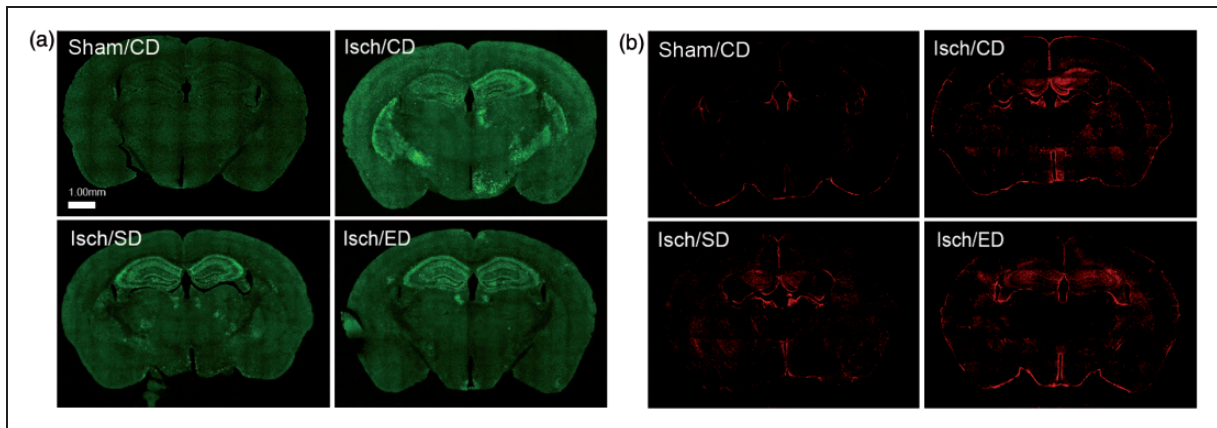 (a)
Sham/CD
Isch/CD
1.00mm
Isch/SD
Isch/ED
(b)
Sham/CD
Isch/CD
Isch/SD
Isch/ED